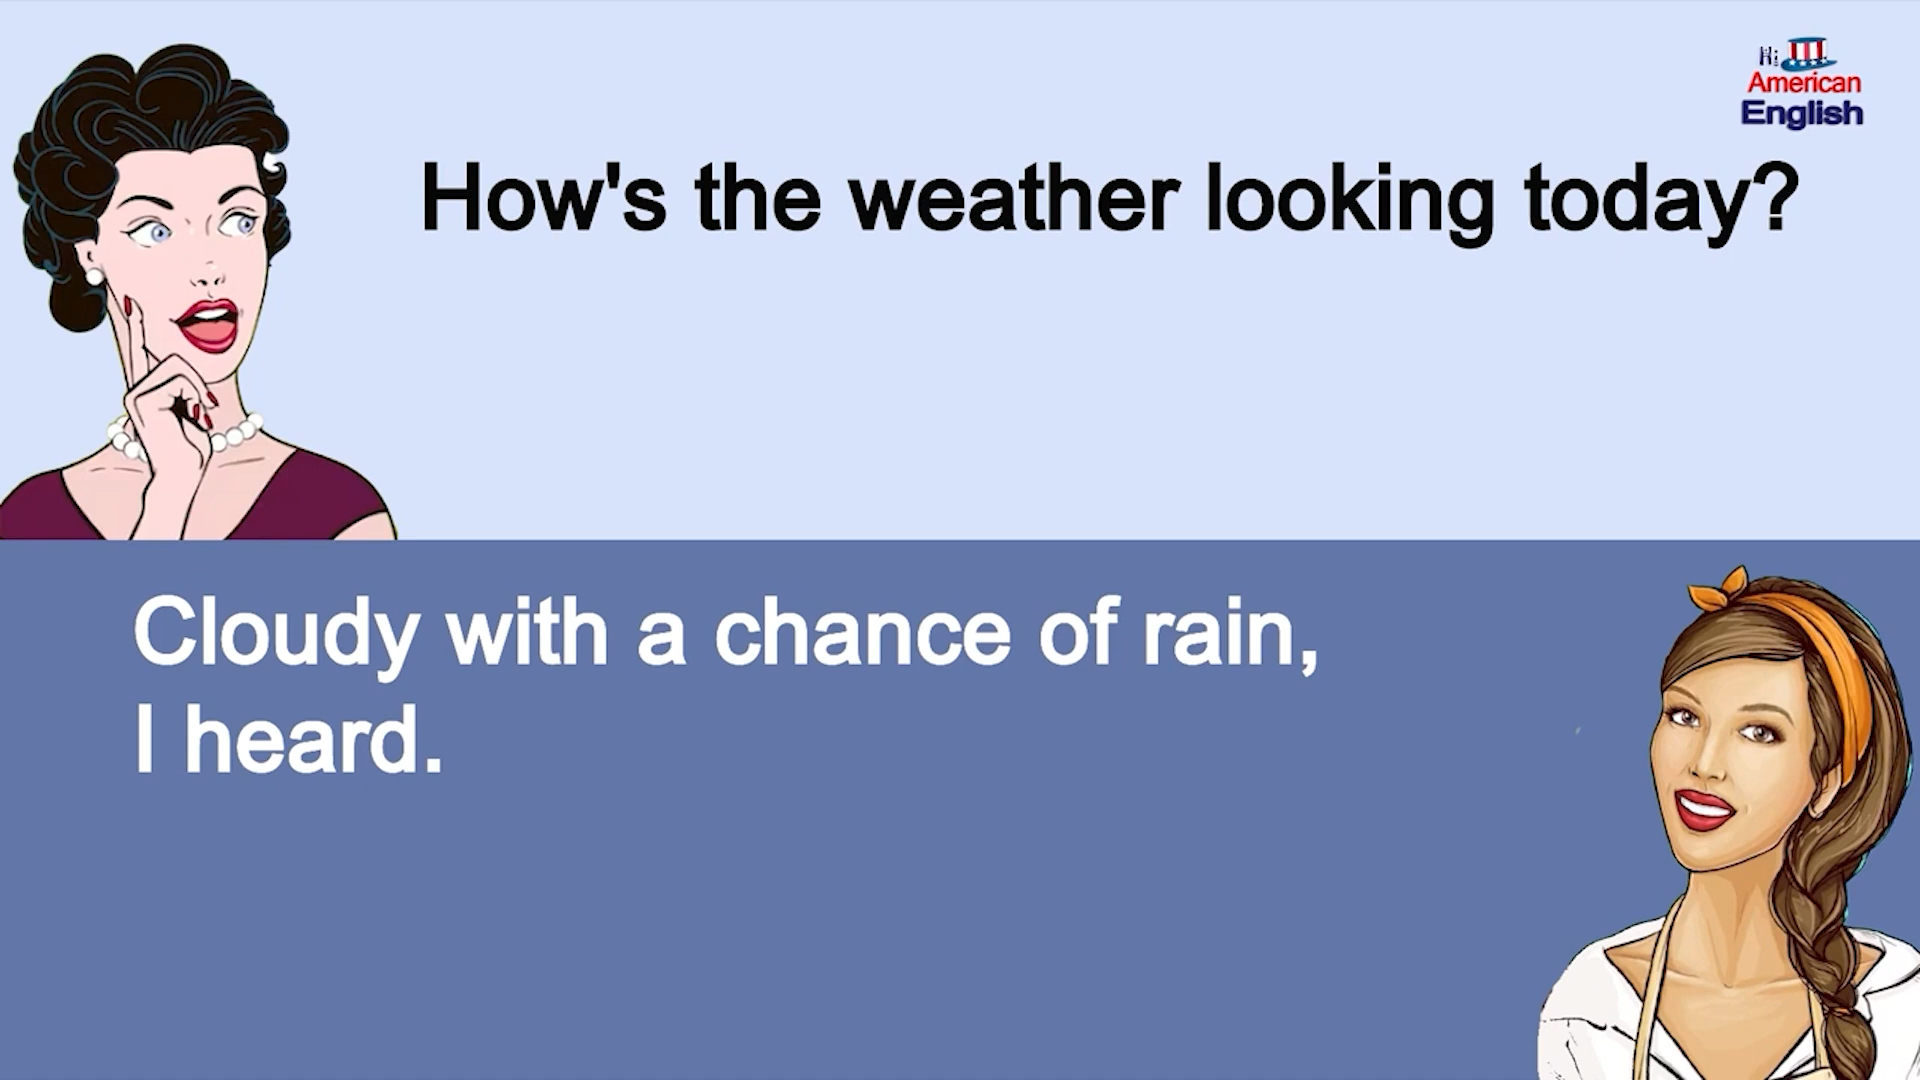 Hi
American
English
How's the weather looking today?
Cloudy with a chance of rain,
I heard.